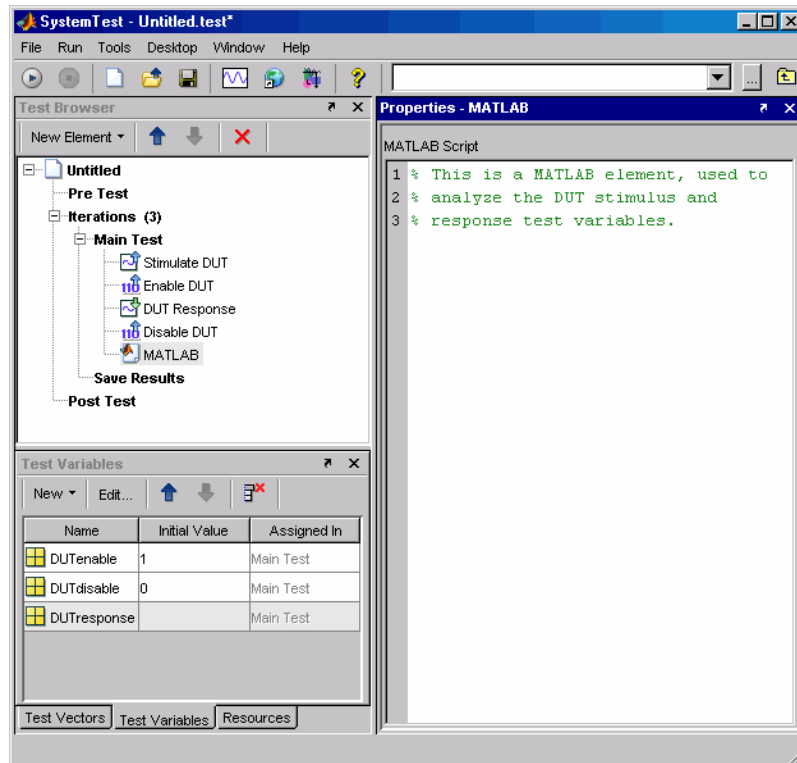 SystemTest - Untitled.test*
File Run Tools Desktop Window Help
...
Test Browser
New Element
Untitled
Pre Test
Iterations (3)
Main Test
Stimulate DUT
Enable DUT
DUT Response
Disable DUT
MATLAB
Save Results
Post Test
Test Variables
New Edit...
Name Initial Value Assigned In
DUTenable 1 Main Test
DUTdisable 0 Main Test
DUTresponse Main Test
Test Vectors Test Variables Resources
Properties - MATLAB
MATLAB Script
1 % This is a MATLAB element, used to
2 % analyze the DUT stimulus and
3 % response test variables.